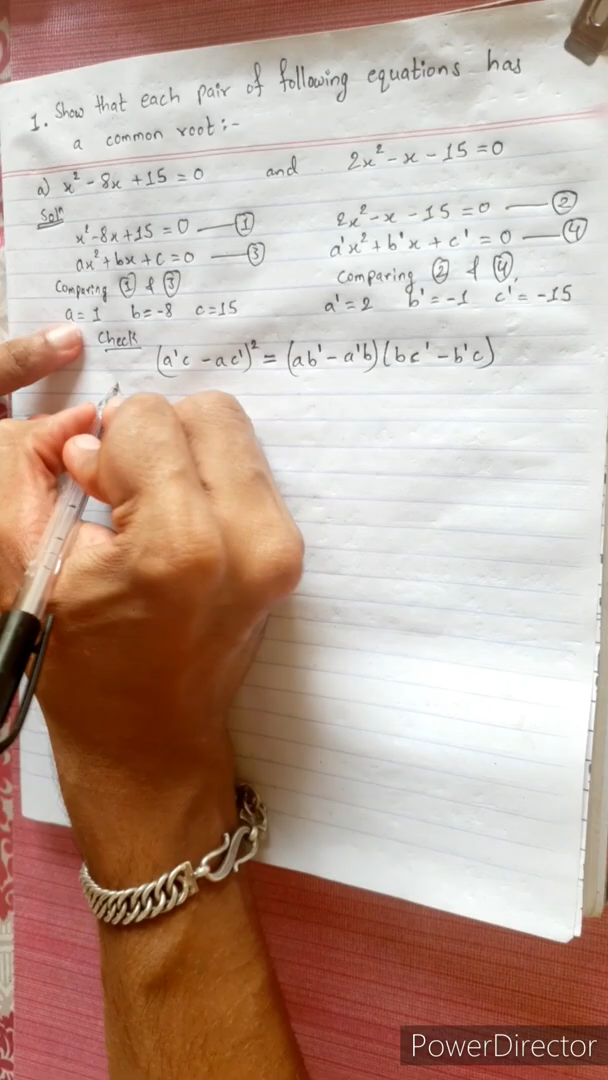 1. Show that each pair of following equations has
a common root:-
a) x² - 8x + 15 = 0 and 2x² - x - 15 = 0
Solⁿ
x² - 8x + 15 = 0 — ① 2x² - x - 15 = 0 — ②
ax² + bx + c = 0 — ③ a'x² + b'x + c' = 0 — ④
Comparing ① & ③ Comparing ② & ④,
a = 1 b = -8 c = 15 a' = 2 b' = -1 c' = -15
Check
(a'c - ac')² = (ab' - a'b)(bc' - b'c)
PowerDirector